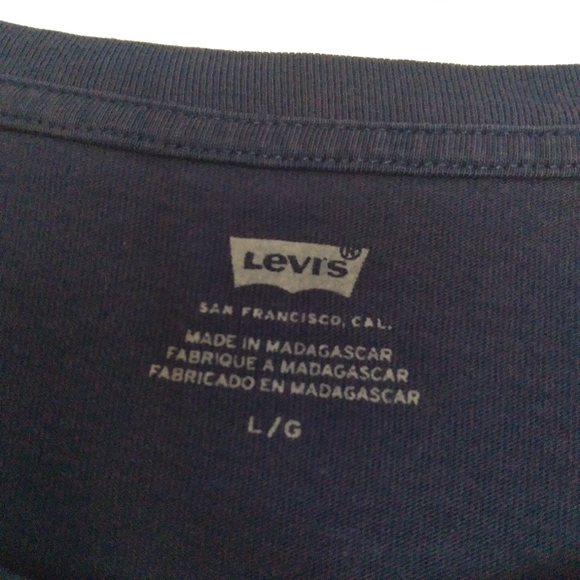 Levi's®
SAN FRANCISCO, CAL.
MADE IN MADAGASCAR
FABRIQUE A MADAGASCAR
FABRICADO EN MADAGASCAR
L/G